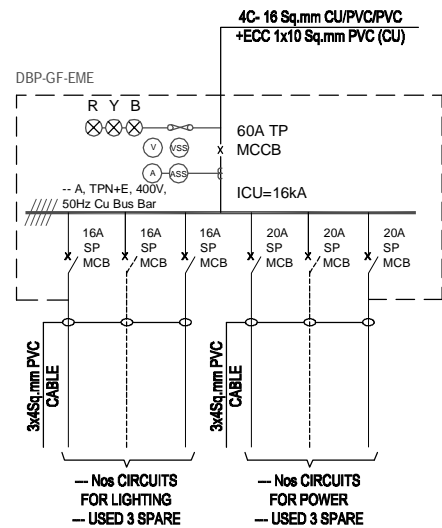 4C- 16 Sq.mm CU/PVC/PVC
+ECC 1x10 Sq.mm PVC (CU)
DBP-GF-EME
R Y B
60A TP
MCCB
V VSS
A ASS
ICU=16kA
-- A, TPN+E, 400V,
50Hz Cu Bus Bar
16A
SP
MCB
16A
SP
MCB
16A
SP
MCB
20A
SP
MCB
20A
SP
MCB
20A
SP
MCB
3x4Sq.mm PVC
CABLE
3x4Sq.mm PVC
CABLE
--- Nos CIRCUITS
FOR LIGHTING
--- USED 3 SPARE
--- Nos CIRCUITS
FOR POWER
--- USED 3 SPARE